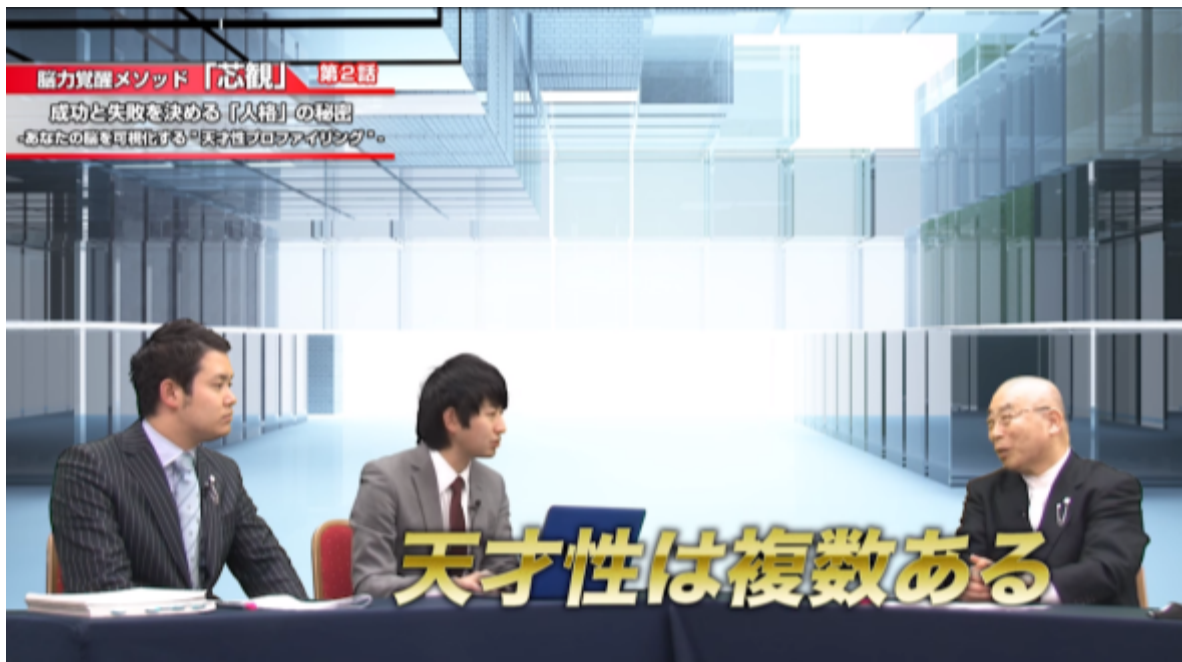 脳力覚醒メソッド「芯観」 第2話
成功と失敗を決める「人格」の秘密
-あなたの脳を可視化する"天才性プロファイリング"-
天才性は複数ある